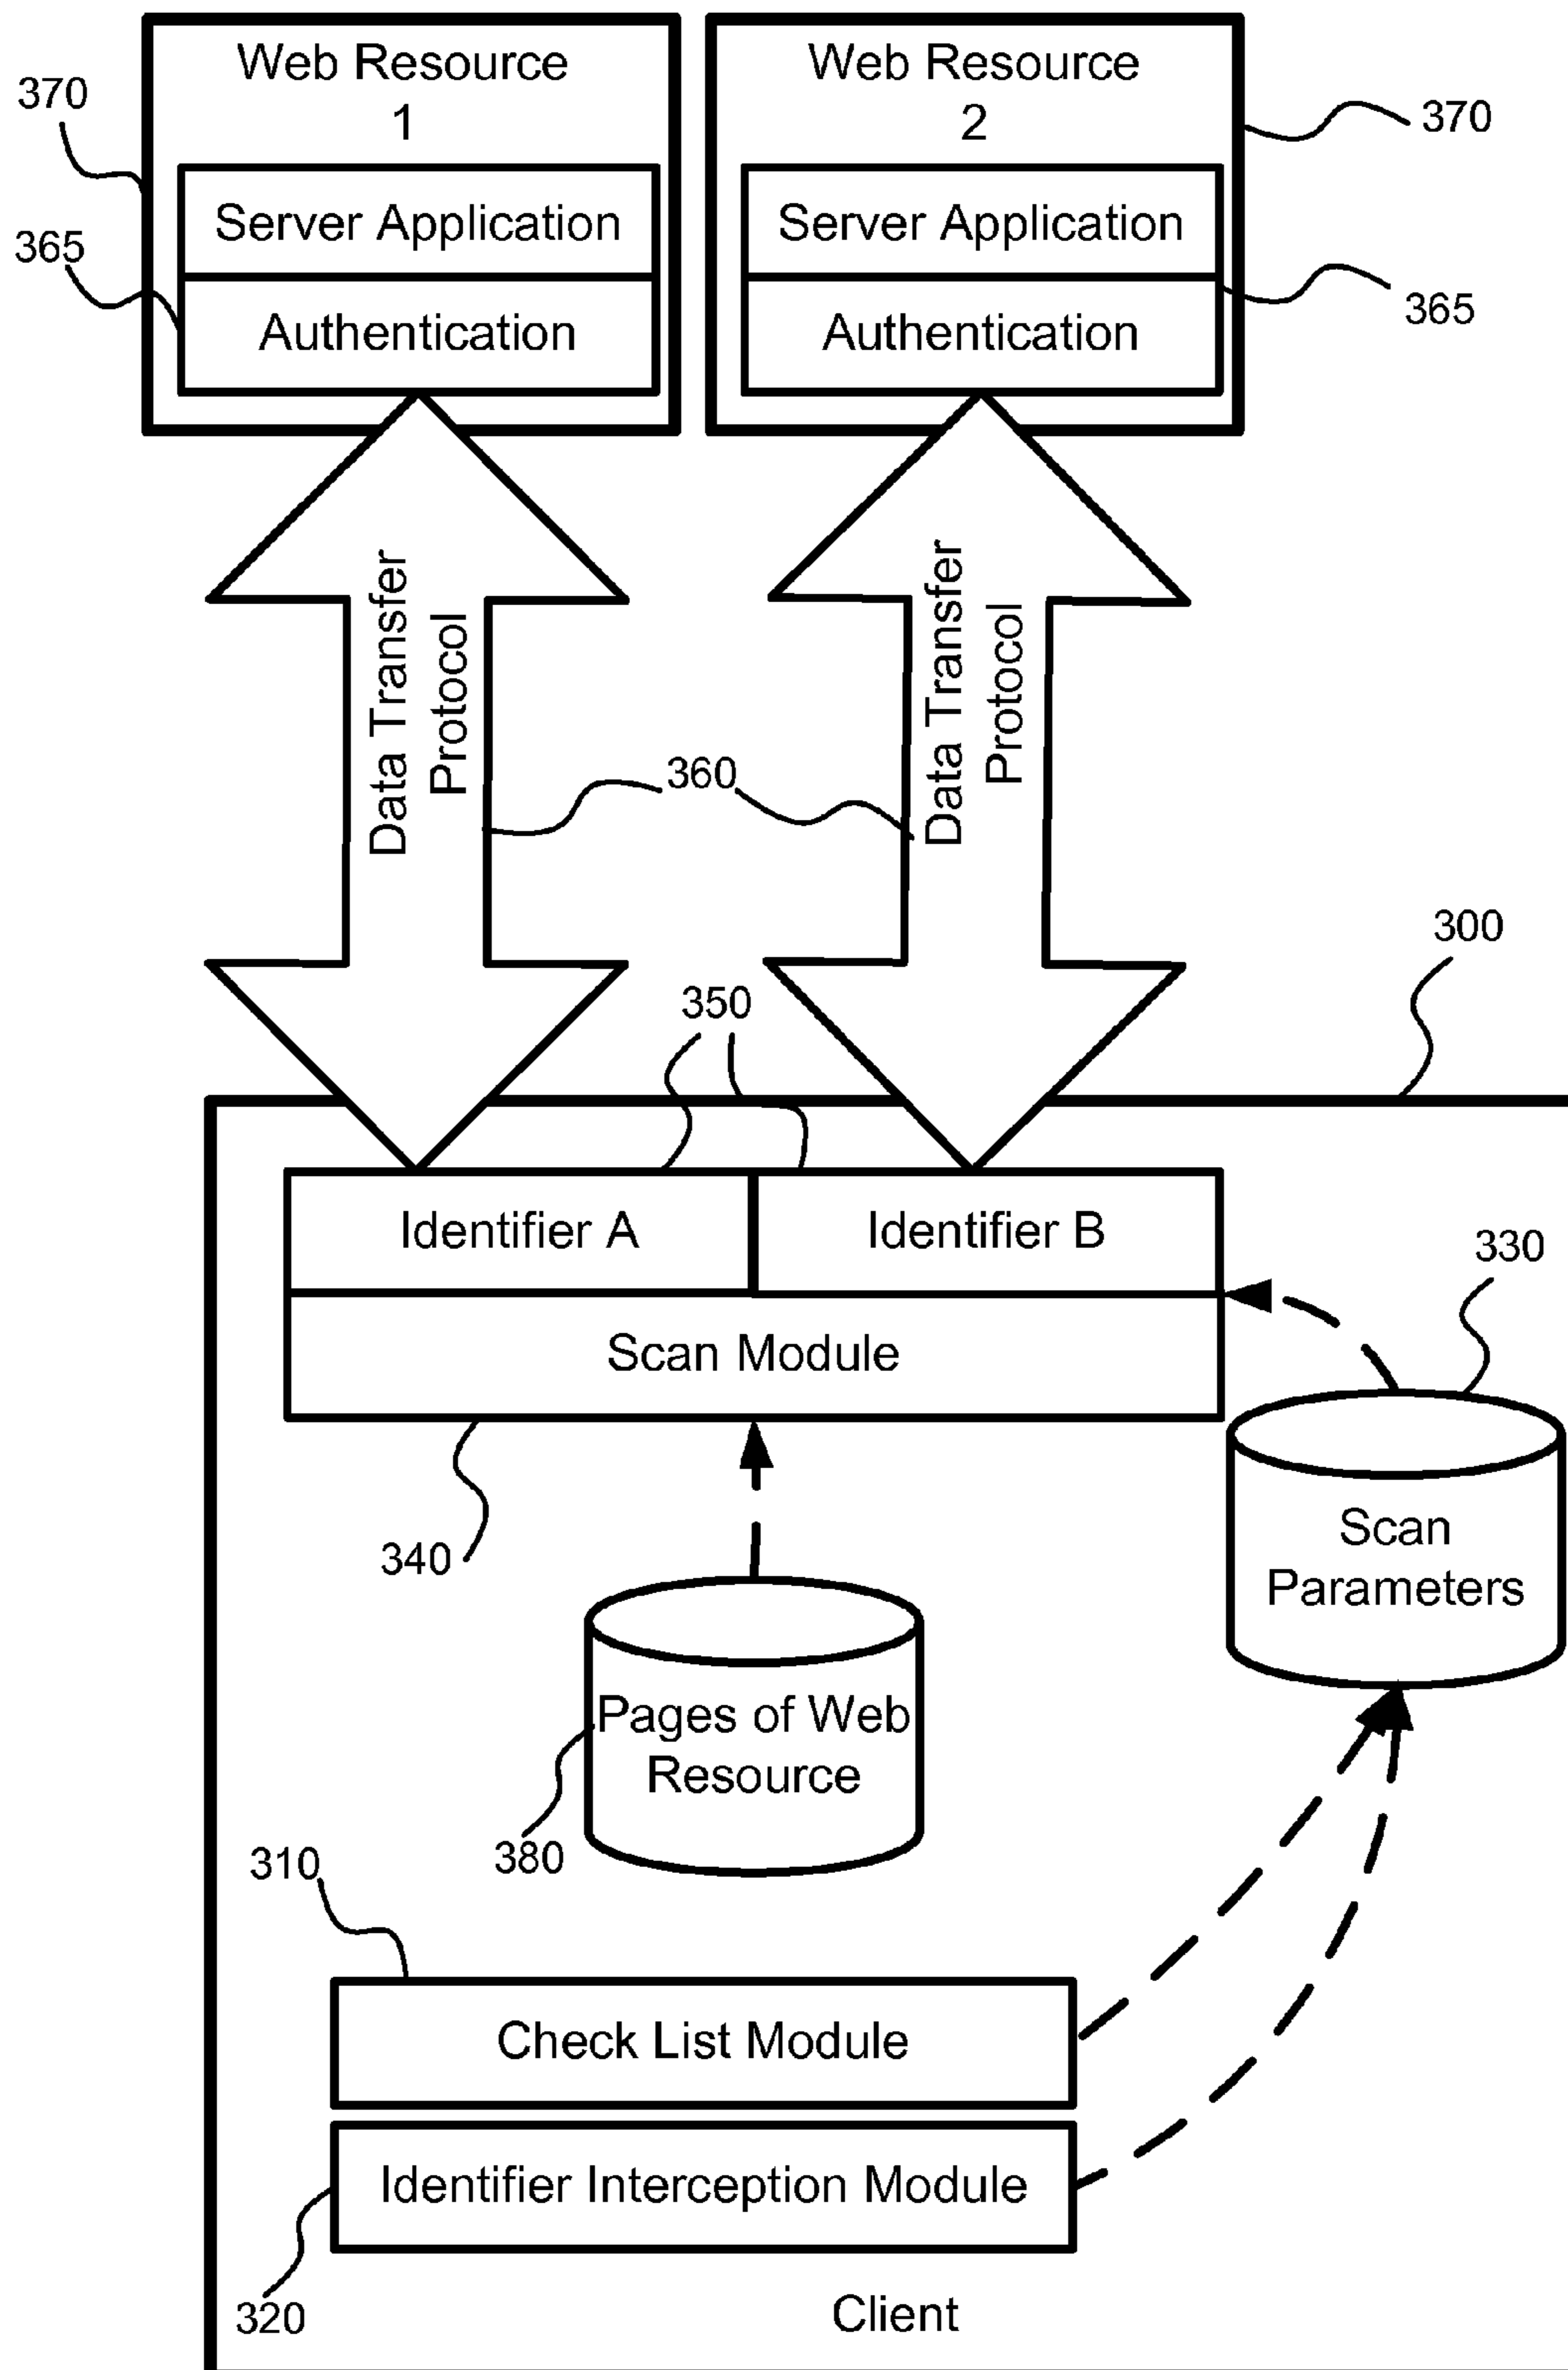 Web Resource
1
Web Resource
2
370
370
Server Application
Server Application
365
365
Authentication
Authentication
Data Transfer
Protocol
Data Transfer
Protocol
360
300
350
Identifier A
Identifier B
330
Scan Module
340
Scan
Parameters
Pages of Web
Resource
380
310
Check List Module
Identifier Interception Module
320
Client